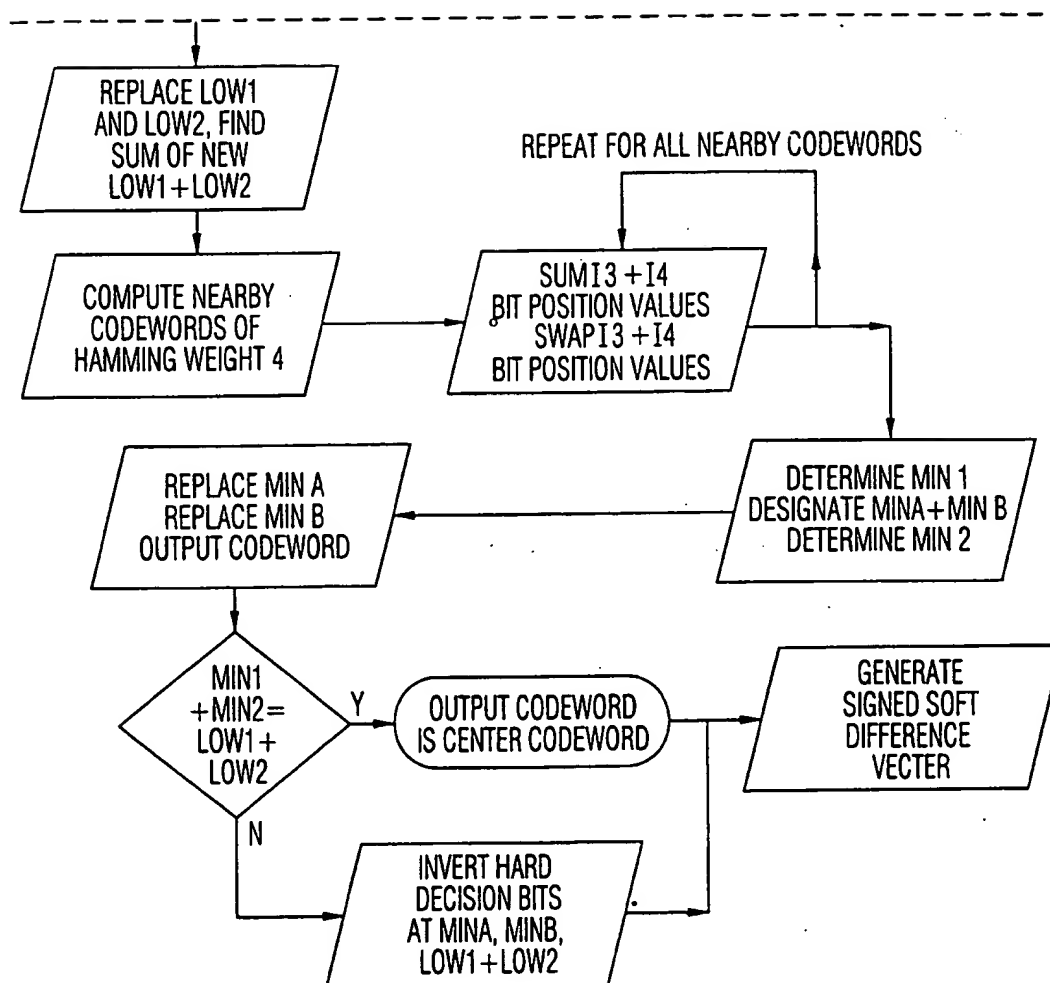 REPLACE LOW1
AND LOW2, FIND
SUM OF NEW
LOW1+LOW2
REPEAT FOR ALL NEARBY CODEWORDS
COMPUTE NEARBY
CODEWORDS OF
HAMMING WEIGHT 4
SUMI3+I4
BIT POSITION VALUES
SWAPI3+I4
BIT POSITION VALUES
DETERMINE MIN 1
DESIGNATE MINA+MIN B
DETERMINE MIN 2
REPLACE MIN A
REPLACE MIN B
OUTPUT CODEWORD
MIN1
+MIN2=
LOW1+
LOW2
Y
N
OUTPUT CODEWORD
IS CENTER CODEWORD
GENERATE
SIGNED SOFT
DIFFERENCE
VECTER
INVERT HARD
DECISION BITS
AT MINA, MINB,
LOW1+LOW2